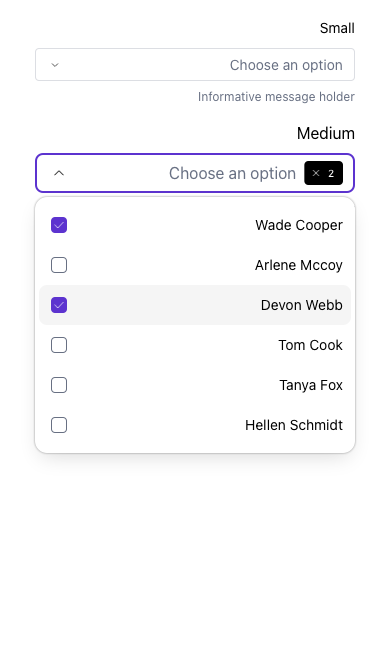 Small
Choose an option
Informative message holder
Medium
Choose an option 2
Wade Cooper
Arlene Mccoy
Devon Webb
Tom Cook
Tanya Fox
Hellen Schmidt